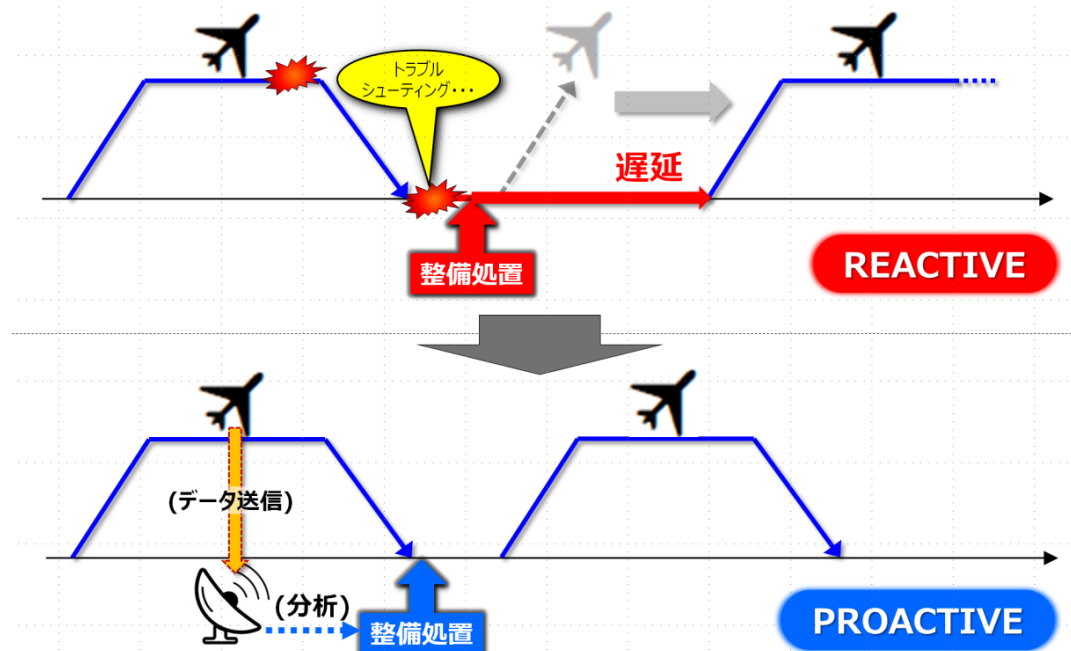 トラブル
シューティング・・・
遅延
整備処置
REACTIVE
(データ送信)
(分析)
整備処置
PROACTIVE